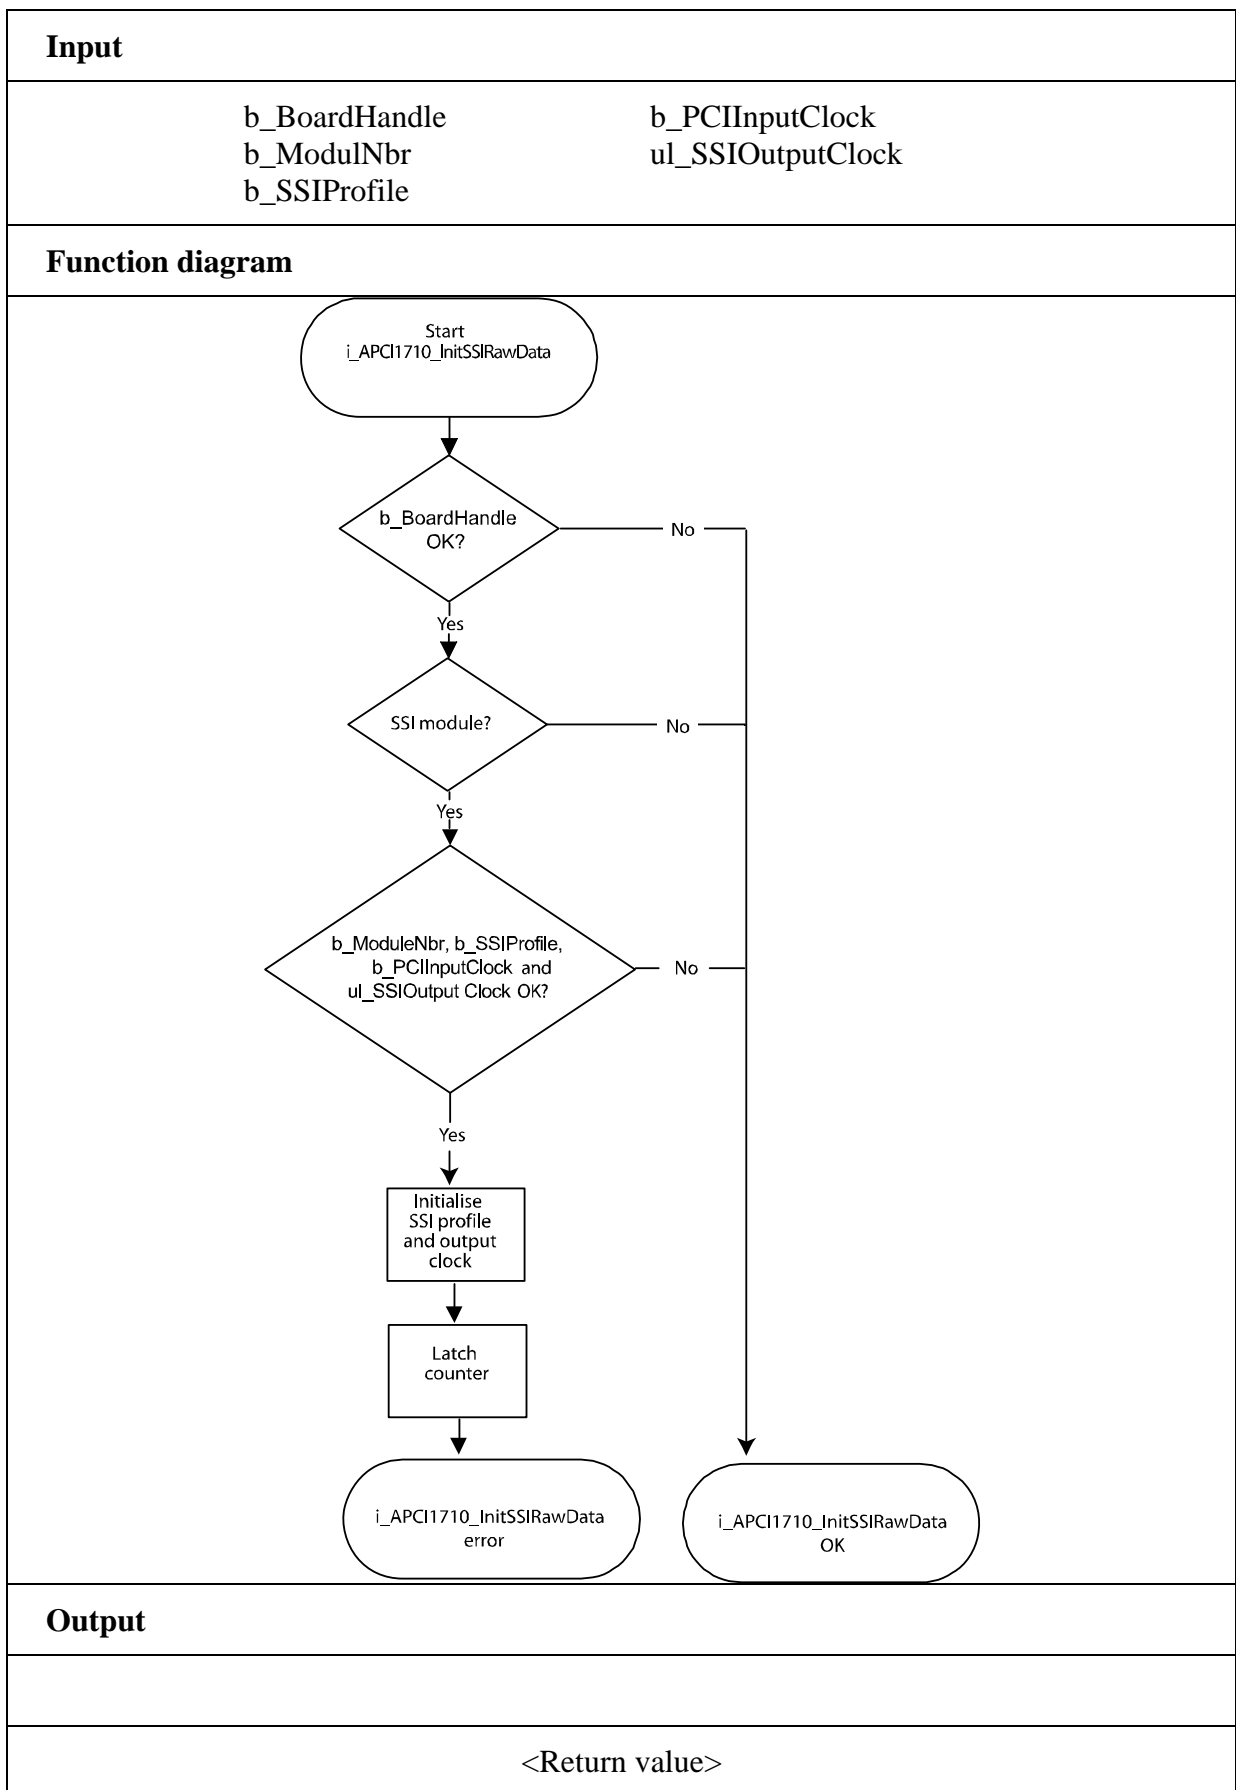 Input
b_BoardHandle b_PCIInputClock
b_ModulNbr ul_SSIOutputClock
b_SSIProfile
Function diagram
Start
i_APCI1710_InitSSIRawData
b_BoardHandle
OK?
No
Yes
SSI module?
No
Yes
b_ModuleNbr, b_SSIProfile,
b_PCIInputClock and
ul_SSIOutput Clock OK?
No
Yes
Initialise
SSI profile
and output
clock
Latch
counter
i_APCI1710_InitSSIRawData
error
i_APCI1710_InitSSIRawData
OK
Output
<Return value>